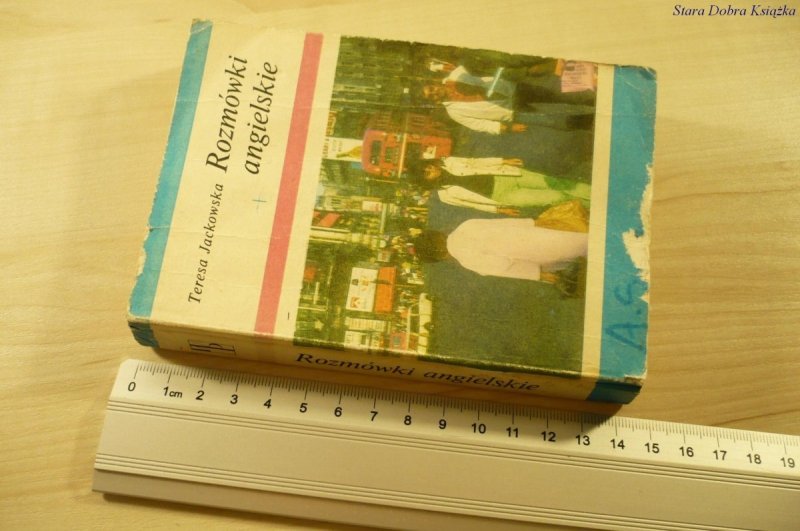 Stara Dobra Książka
Teresa Jackowska
Rozmówki
angielskie
A.S.
Rozmówki angielskie
0 1cm 2 3 4 5 6 7 8 9 10 11 12 13 14 15 16 17 18 19